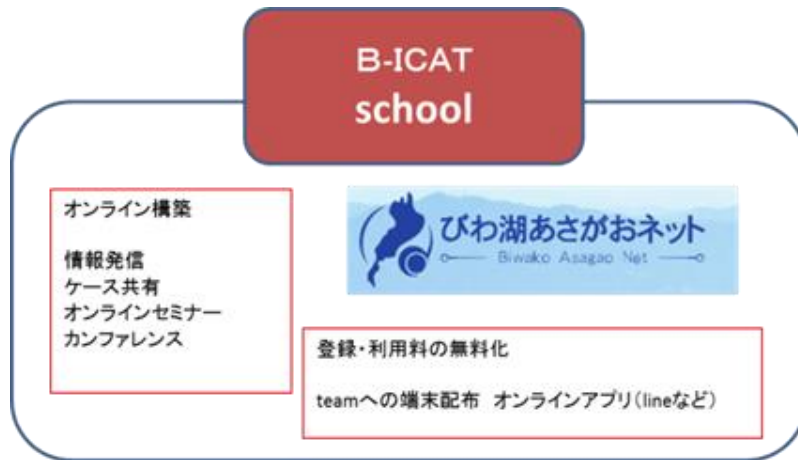 B-ICAT
school
オンライン構築
情報発信
ケース共有
オンラインセミナー
カンファレンス
びわ湖あさがおネット
Biwako Asagao Net
登録・利用料の無料化
teamへの端末配布 オンラインアプリ(lineなど)